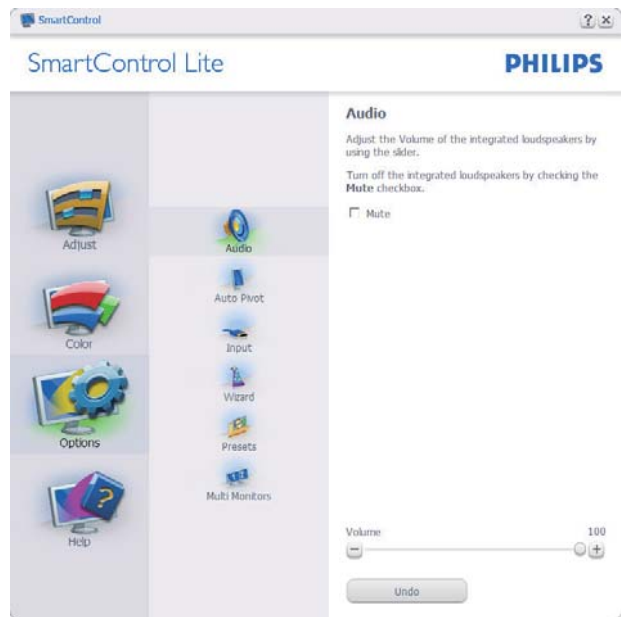 SmartControl
SmartControl Lite
PHILIPS
Adjust
Color
Options
Help
Audio
Auto Pivot
Input
Wizard
Presets
Multi Monitors
Audio
Adjust the Volume of the integrated loudspeakers by
using the slider.
Turn off the integrated loudspeakers by checking the
Mute checkbox.
Mute
Volume 100
Undo